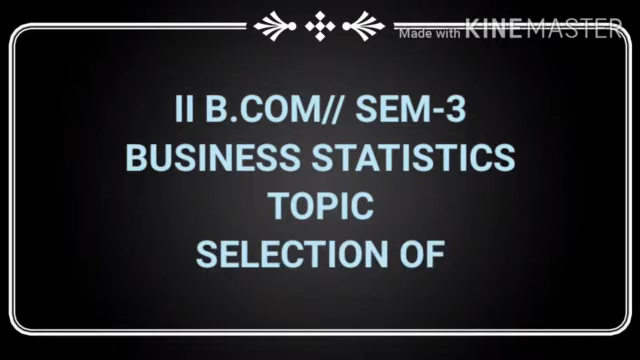 Made with KINEMASTER
II B.COM// SEM-3
BUSINESS STATISTICS
TOPIC
SELECTION OF